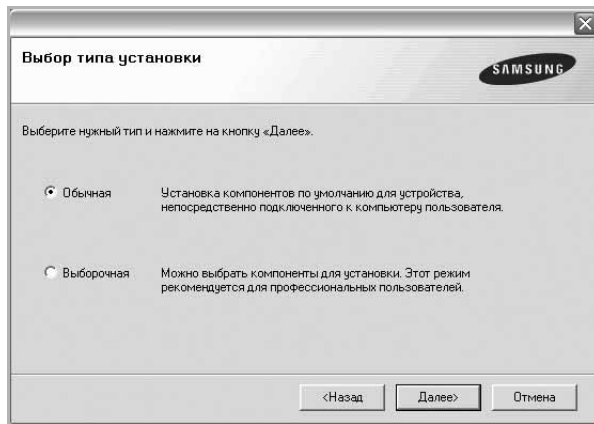 Выбор типа установки
SAMSUNG
Выберите нужный тип и нажмите на кнопку «Далее».
Обычная
Установка компонентов по умолчанию для устройства,
непосредственно подключенного к компьютеру пользователя.
Выборочная
Можно выбрать компоненты для установки. Этот режим
рекомендуется для профессиональных пользователей.
<Назад
Далее>
Отмена